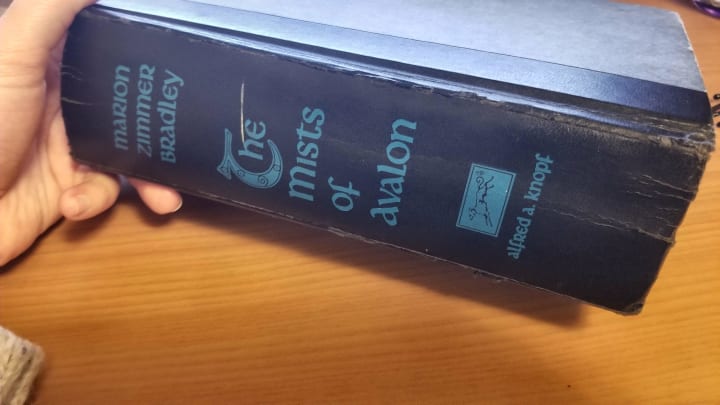 MARION
ZIMMER
BRADLEY
The
Mists
of
Avalon
Alfred A. Knopf